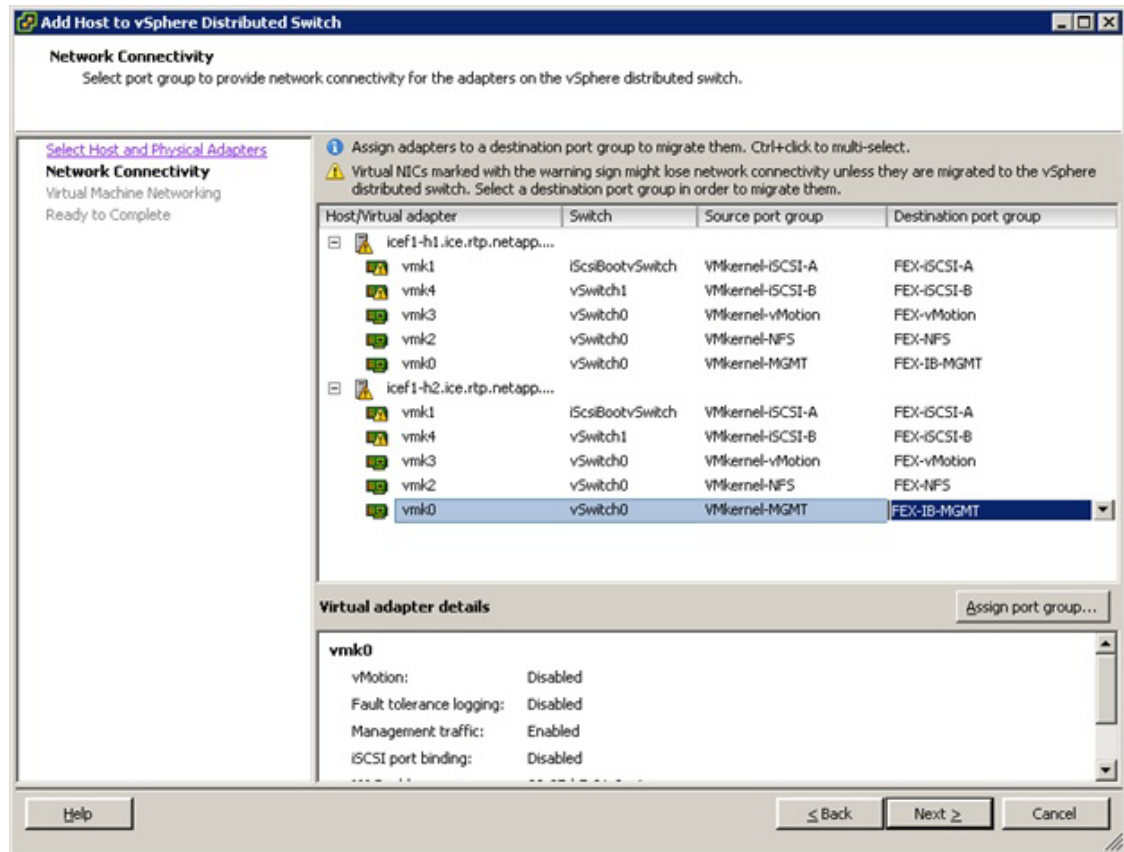 Add Host to vSphere Distributed Switch
Network Connectivity
Select port group to provide network connectivity for the adapters on the vSphere distributed switch.
Select Host and Physical Adapters
Network Connectivity
Virtual Machine Networking
Ready to Complete
Assign adapters to a destination port group to migrate them. Ctrl+click to multi-select.
Virtual NICs marked with the warning sign might lose network connectivity unless they are migrated to the vSphere
distributed switch. Select a destination port group in order to migrate them.
Host/Virtual adapter Switch Source port group Destination port group
icef1-h1.ice.rtp.netapp....
vmk1 iScsiBootvSwitch VMkernel-iSCSI-A FEX-iSCSI-A
vmk4 vSwitch1 VMkernel-iSCSI-B FEX-iSCSI-B
vmk3 vSwitch0 VMkernel-vMotion FEX-vMotion
vmk2 vSwitch0 VMkernel-NFS FEX-NFS
vmk0 vSwitch0 VMkernel-MGMT FEX-IB-MGMT
icef1-h2.ice.rtp.netapp....
vmk1 iScsiBootvSwitch VMkernel-iSCSI-A FEX-iSCSI-A
vmk4 vSwitch1 VMkernel-iSCSI-B FEX-iSCSI-B
vmk3 vSwitch0 VMkernel-vMotion FEX-vMotion
vmk2 vSwitch0 VMkernel-NFS FEX-NFS
vmk0 vSwitch0 VMkernel-MGMT FEX-IB-MGMT
Virtual adapter details Assign port group...
vmk0
vMotion: Disabled
Fault tolerance logging: Disabled
Management traffic: Enabled
iSCSI port binding: Disabled
Help ≤ Back Next ≥ Cancel